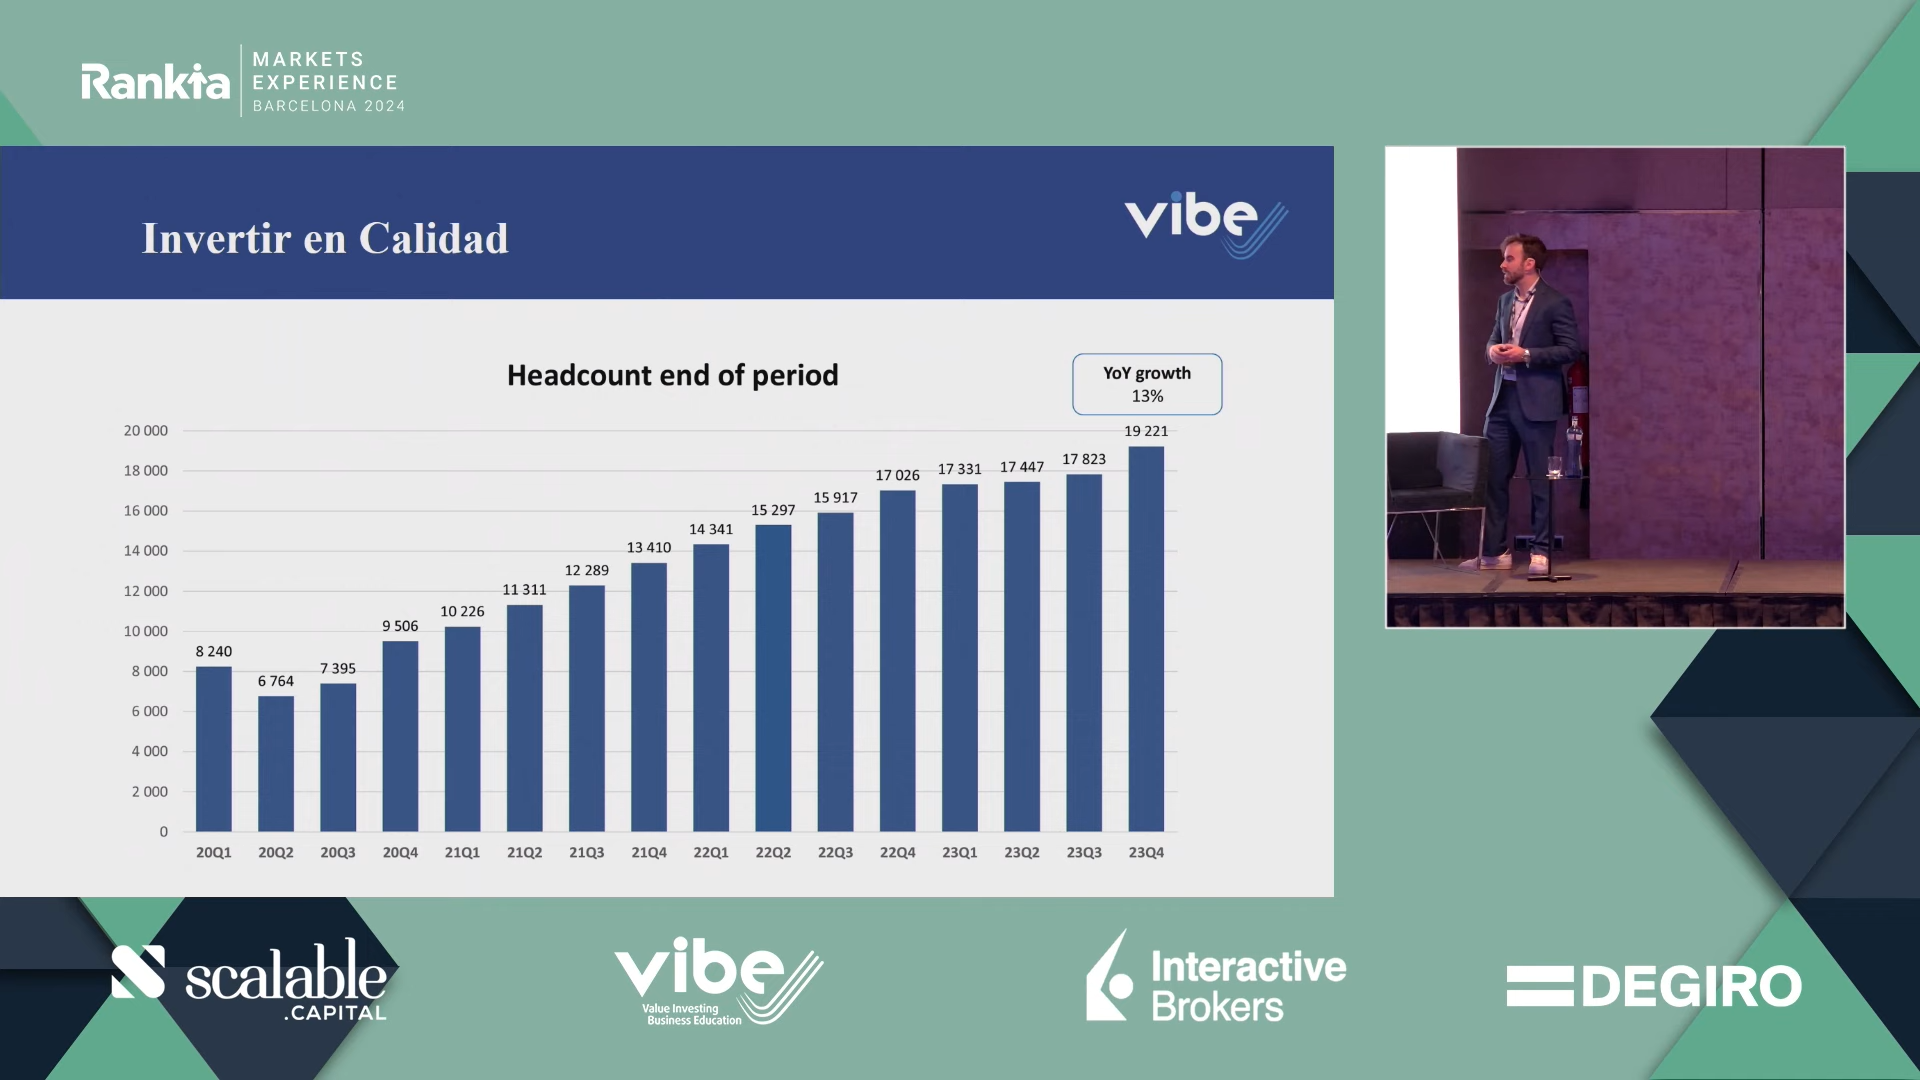 Rankia
MARKETS
EXPERIENCE
BARCELONA 2024
Invertir en Calidad
vibe
Headcount end of period
YoY growth
13%
20 000
18 000
16 000
14 000
12 000
10 000
8 000
6 000
4 000
2 000
0
8 240
6 764
7 395
9 506
10 226
11 311
12 289
13 410
14 341
15 297
15 917
17 026
17 331
17 447
17 823
19 221
20Q1 20Q2 20Q3 20Q4 21Q1 21Q2 21Q3 21Q4 22Q1 22Q2 22Q3 22Q4 23Q1 23Q2 23Q3 23Q4
scalable
.CAPITAL
vibe
Value Investing
Business Education
Interactive
Brokers
DEGIRO